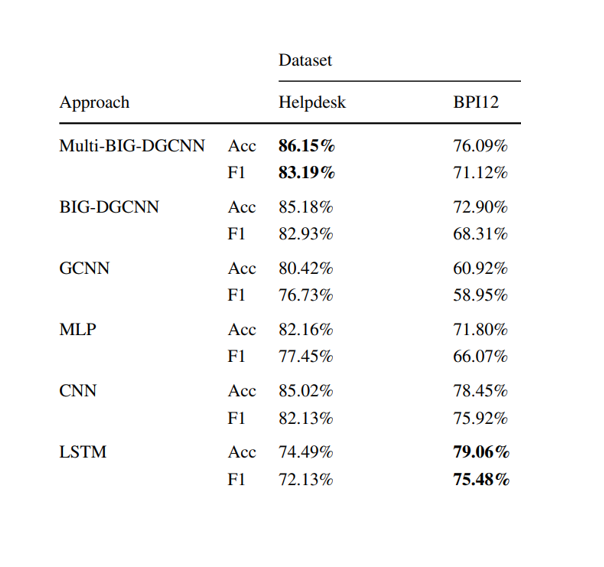 Dataset
Approach Helpdesk BPI12
Multi-BIG-DGCNN Acc 86.15% 76.09%
F1 83.19% 71.12%
BIG-DGCNN Acc 85.18% 72.90%
F1 82.93% 68.31%
GCNN Acc 80.42% 60.92%
F1 76.73% 58.95%
MLP Acc 82.16% 71.80%
F1 77.45% 66.07%
CNN Acc 85.02% 78.45%
F1 82.13% 75.92%
LSTM Acc 74.49% 79.06%
F1 72.13% 75.48%